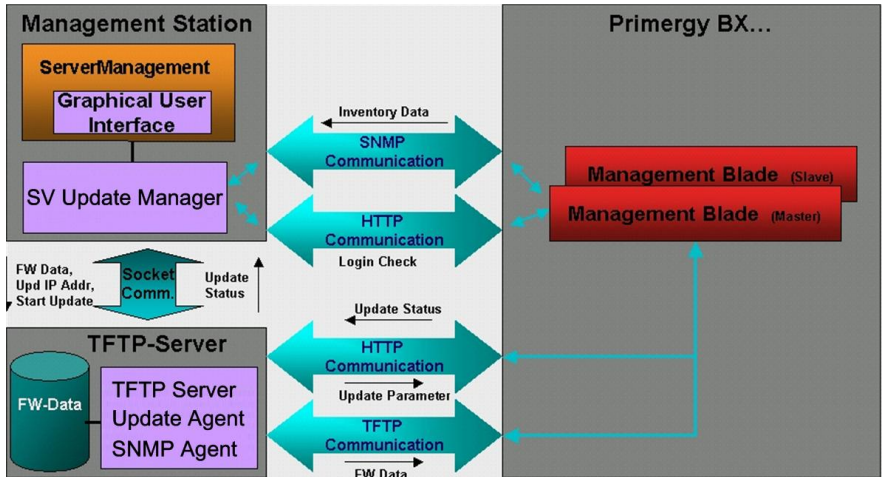 Management Station
ServerManagement
Graphical User
Interface
SV Update Manager
Inventory Data
SNMP
Communication
HTTP
Communication
Login Check
Primergy BX...
Management Blade (Slave)
Management Blade (Master)
FW Data,
Upd IP Addr,
Start Update
Socket
Comm.
Update
Status
TFTP-Server
FW-Data
TFTP Server
Update Agent
SNMP Agent
Update Status
HTTP
Communication
Update Parameter
TFTP
Communication
FW Data